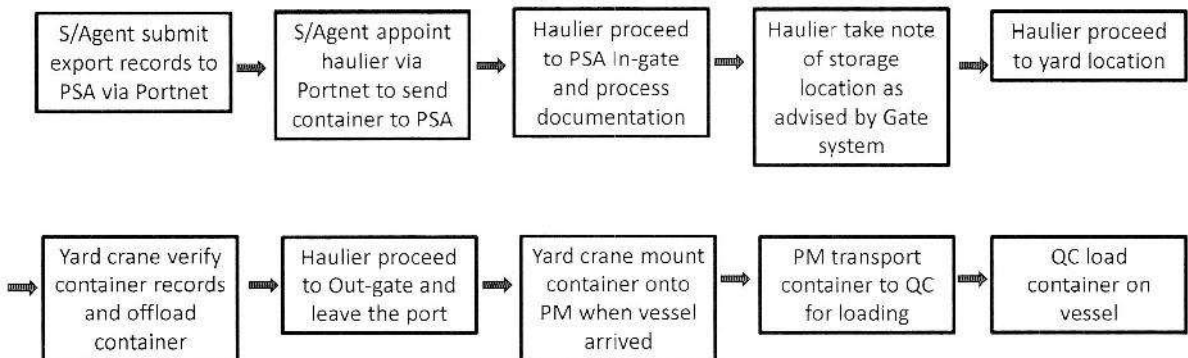 S/Agent submit
export records to
PSA via Portnet
S/Agent appoint
haulier via
Portnet to send
container to PSA
Haulier proceed
to PSA In-gate
and process
documentation
Haulier take note
of storage
location as
advised by Gate
system
Haulier proceed
to yard location
Yard crane verify
container records
and offload
container
Haulier proceed
to Out-gate and
leave the port
Yard crane mount
container onto
PM when vessel
arrived
PM transport
container to QC
for loading
QC load
container on
vessel